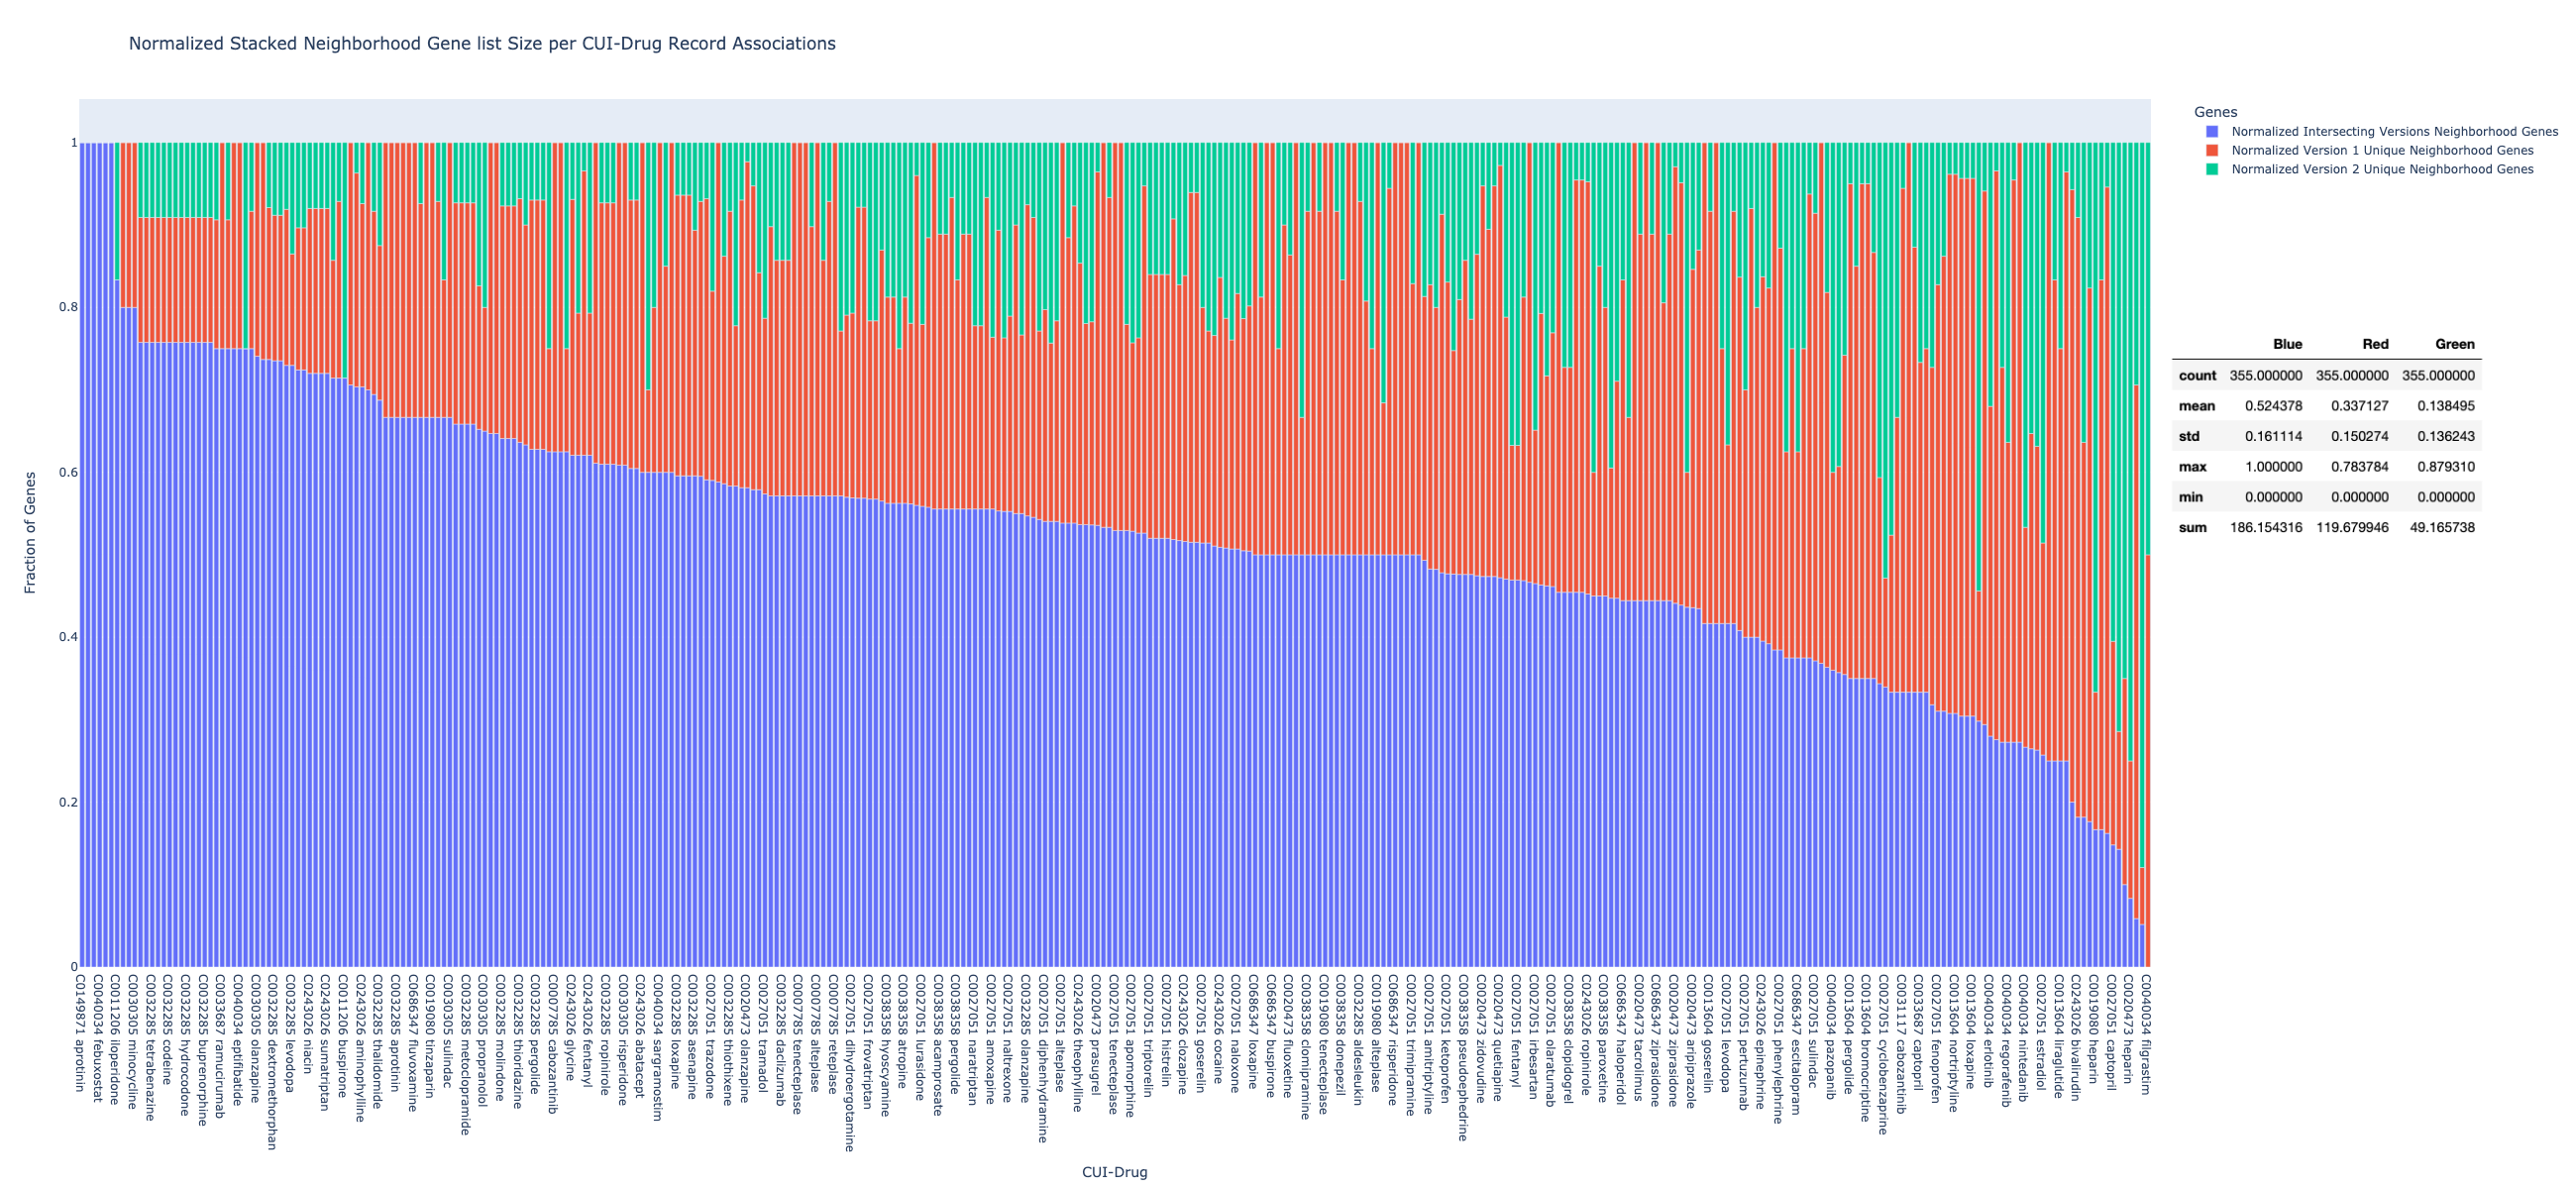 Normalized Stacked Neighborhood Gene list Size per CUI-Drug Record Associations
Genes
Normalized Intersecting Versions Neighborhood Genes
Normalized Version 1 Unique Neighborhood Genes
Normalized Version 2 Unique Neighborhood Genes
Fraction of Genes
1
0.8
0.6
0.4
0.2
0
Blue Red Green
count 355.000000 355.000000 355.000000
mean 0.524378 0.337127 0.138495
std 0.161114 0.150274 0.136243
max 1.000000 0.783784 0.879310
min 0.000000 0.000000 0.000000
sum 186.154316 119.679946 49.165738
C0149871 aprotinin
C0040034 febuxostat
C0011206 iloperidone
C0030305 minocycline
C0032285 tetrabenazine
C0032285 codeine
C0032285 hydrocodone
C0032285 buprenorphine
C0033687 ramucirumab
C0040034 eptifibatide
C0030305 olanzapine
C0032285 dextromethorphan
C0032285 levodopa
C0243026 niacin
C0243026 sumatriptan
C0011206 buspirone
C0243026 aminophylline
C0032285 thalidomide
C0032285 aprotinin
C0686347 fluvoxamine
C0019080 tinzaparin
C0030305 sulindac
C0032285 metoclopramide
C0030305 propranolol
C0032285 molindone
C0032285 thioridazine
C0032285 pergolide
C0007785 cabozantinib
C0243026 glycine
C0243026 fentanyl
C0032285 ropinirole
C0030305 risperidone
C0243026 abatacept
C0040034 sargramostim
C0032285 loxapine
C0032285 asenapine
C0027051 trazodone
C0032285 thiothixene
C0020473 olanzapine
C0027051 tramadol
C0032285 daclizumab
C0007785 tenecteplase
C0007785 alteplase
C0007785 reteplase
C0027051 dihydroergotamine
C0027051 frovatriptan
C0038358 hyoscyamine
C0038358 atropine
C0027051 lurasidone
C0038358 acamprosate
C0038358 pergolide
C0027051 naratriptan
C0027051 amoxapine
C0027051 naltrexone
C0032285 olanzapine
C0027051 diphenhydramine
C0027051 alteplase
C0243026 theophylline
C0020473 prasugrel
C0027051 tenecteplase
C0027051 apomorphine
C0027051 triptorelin
C0027051 histrelin
C0243026 clozapine
C0027051 goserelin
C0243026 cocaine
C0027051 naloxone
C0686347 loxapine
C0686347 buspirone
C0020473 fluoxetine
C0038358 clomipramine
C0019080 tenecteplase
C0038358 donepezil
C0032285 aldesleukin
C0019080 alteplase
C0686347 risperidone
C0027051 trimipramine
C0027051 amitriptyline
C0027051 ketoprofen
C0038358 pseudoephedrine
C0020473 zidovudine
C0020473 quetiapine
C0027051 fentanyl
C0027051 irbesartan
C0027051 olaratumab
C0038358 clopidogrel
C0243026 ropinirole
C0038358 paroxetine
C0686347 haloperidol
C0020473 tacrolimus
C0686347 ziprasidone
C0020473 ziprasidone
C0020473 aripiprazole
C0013604 goserelin
C0027051 levodopa
C0027051 pertuzumab
C0243026 epinephrine
C0027051 phenylephrine
C0686347 escitalopram
C0027051 sulindac
C0040034 pazopanib
C0013604 pergolide
C0013604 bromocriptine
C0027051 cyclobenzaprine
C0031117 cabozantinib
C0033687 captopril
C0027051 fenoprofen
C0013604 nortriptyline
C0013604 loxapine
C0040034 erlotinib
C0040034 regorafenib
C0040034 nintedanib
C0027051 estradiol
C0013604 liraglutide
C0243026 bivalirudin
C0019080 heparin
C0027051 captopril
C0020473 heparin
C0040034 filgrastim
CUI-Drug